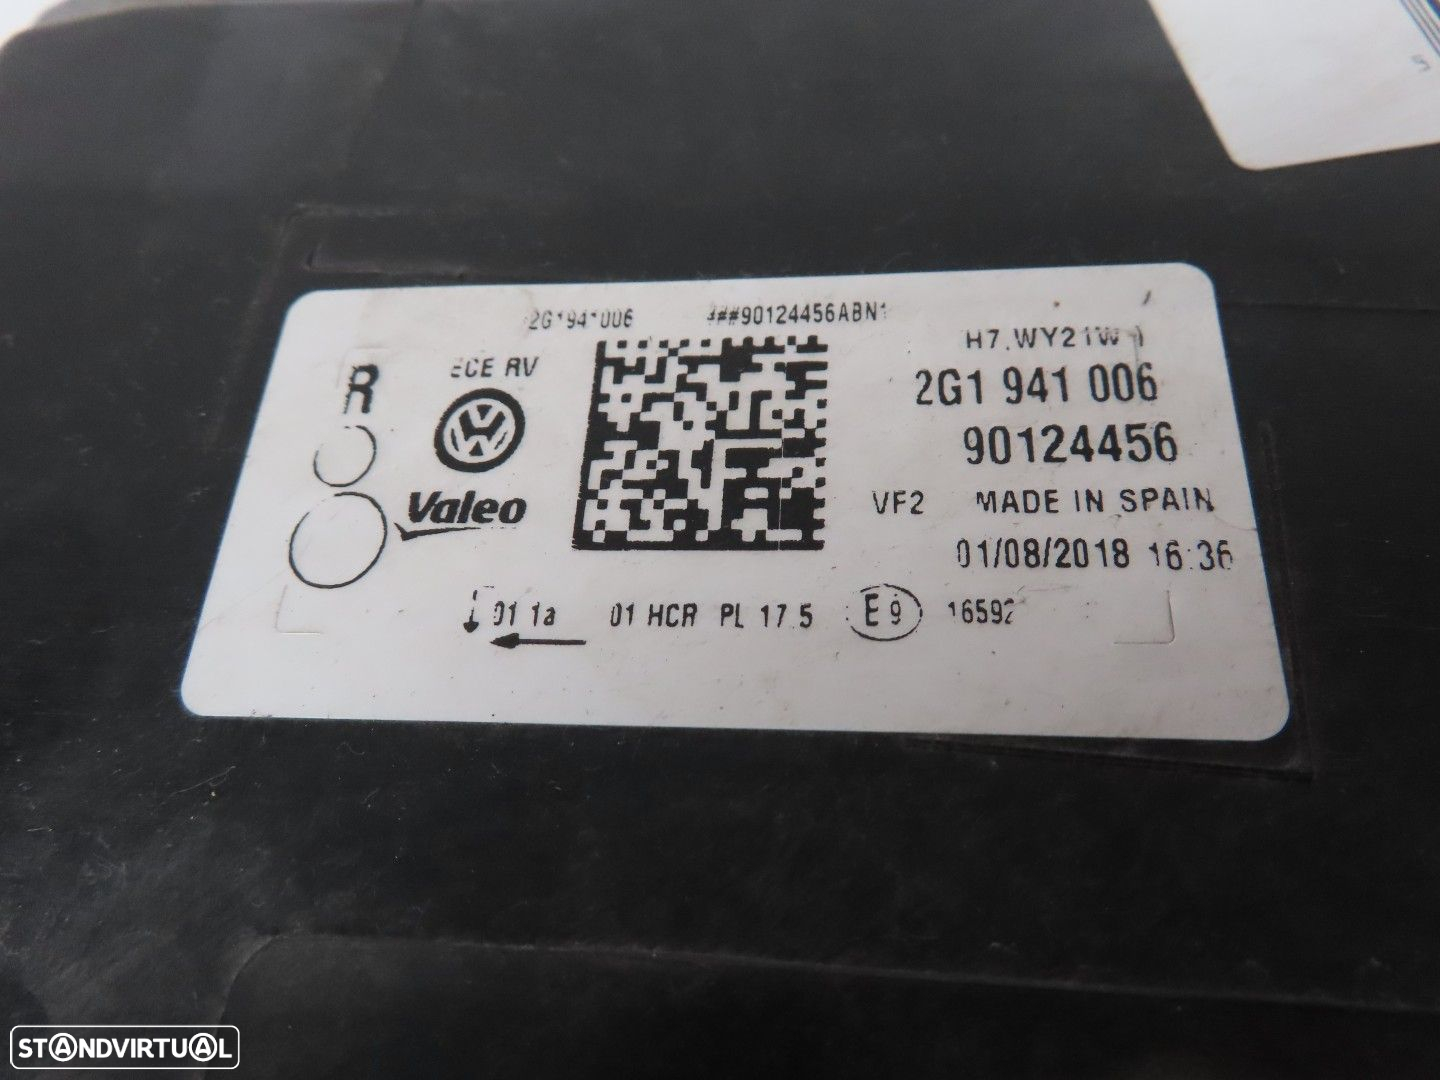 2G1941006 ###90124456ABN1
H7.WY21W
R ECE RV
2G1 941 006
90124456
Valeo
VF2 MADE IN SPAIN
01/08/2018 16:36
01 1a 01 HCR PL 17.5 E9 16592
STANDVIRTUAL